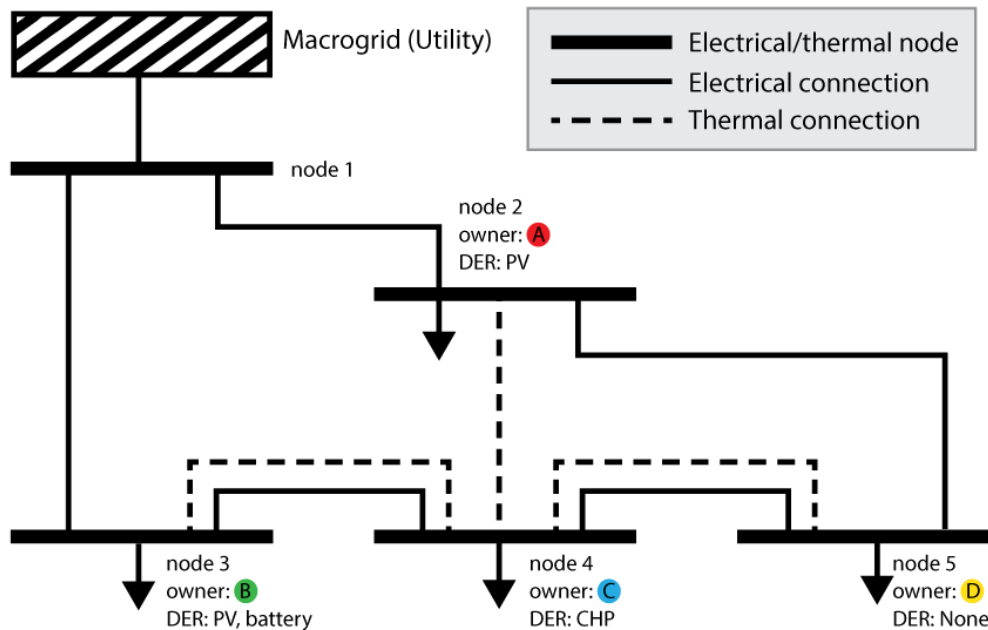 Macrogrid (Utility)
Electrical/thermal node
Electrical connection
Thermal connection
node 1
node 2
owner: A
DER: PV
node 3
owner: B
DER: PV, battery
node 4
owner: C
DER: CHP
node 5
owner: D
DER: None